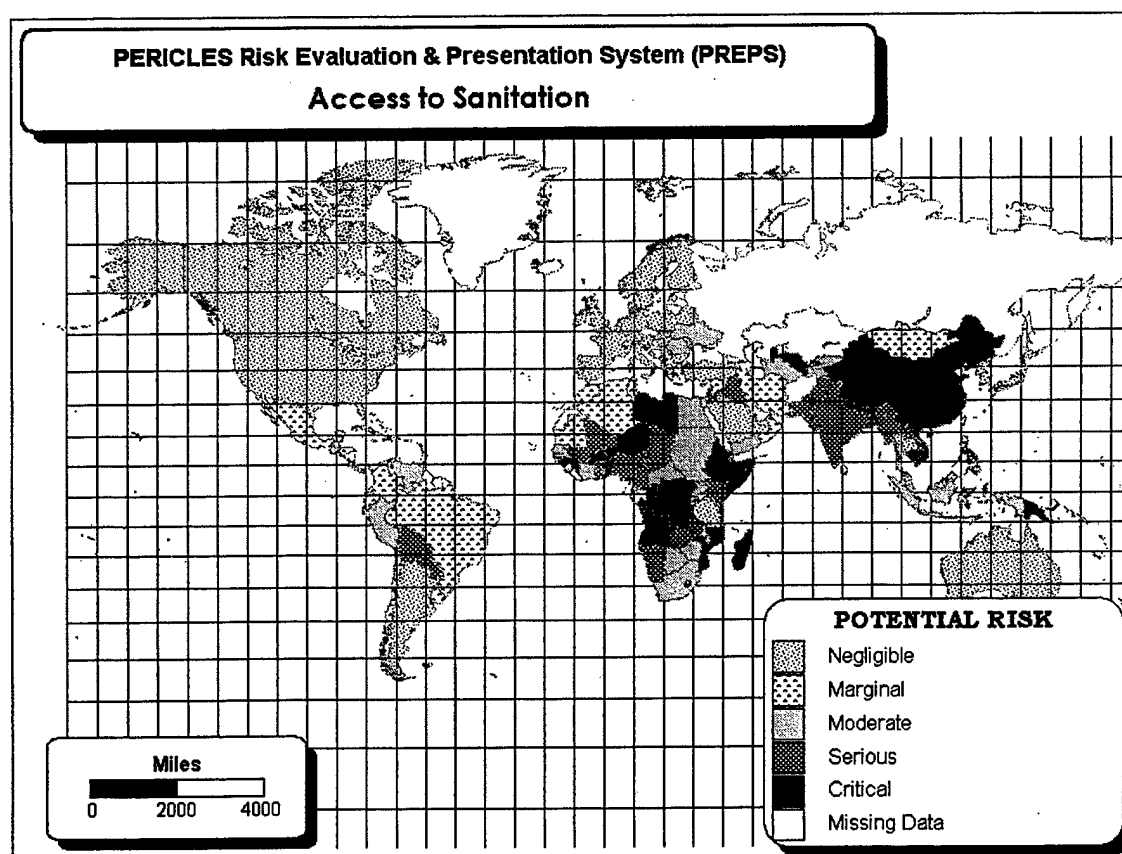 PERICLES Risk Evaluation & Presentation System (PREPS)
Access to Sanitation
POTENTIAL RISK
Negligible
Marginal
Moderate
Serious
Critical
Missing Data
Miles
0 2000 4000